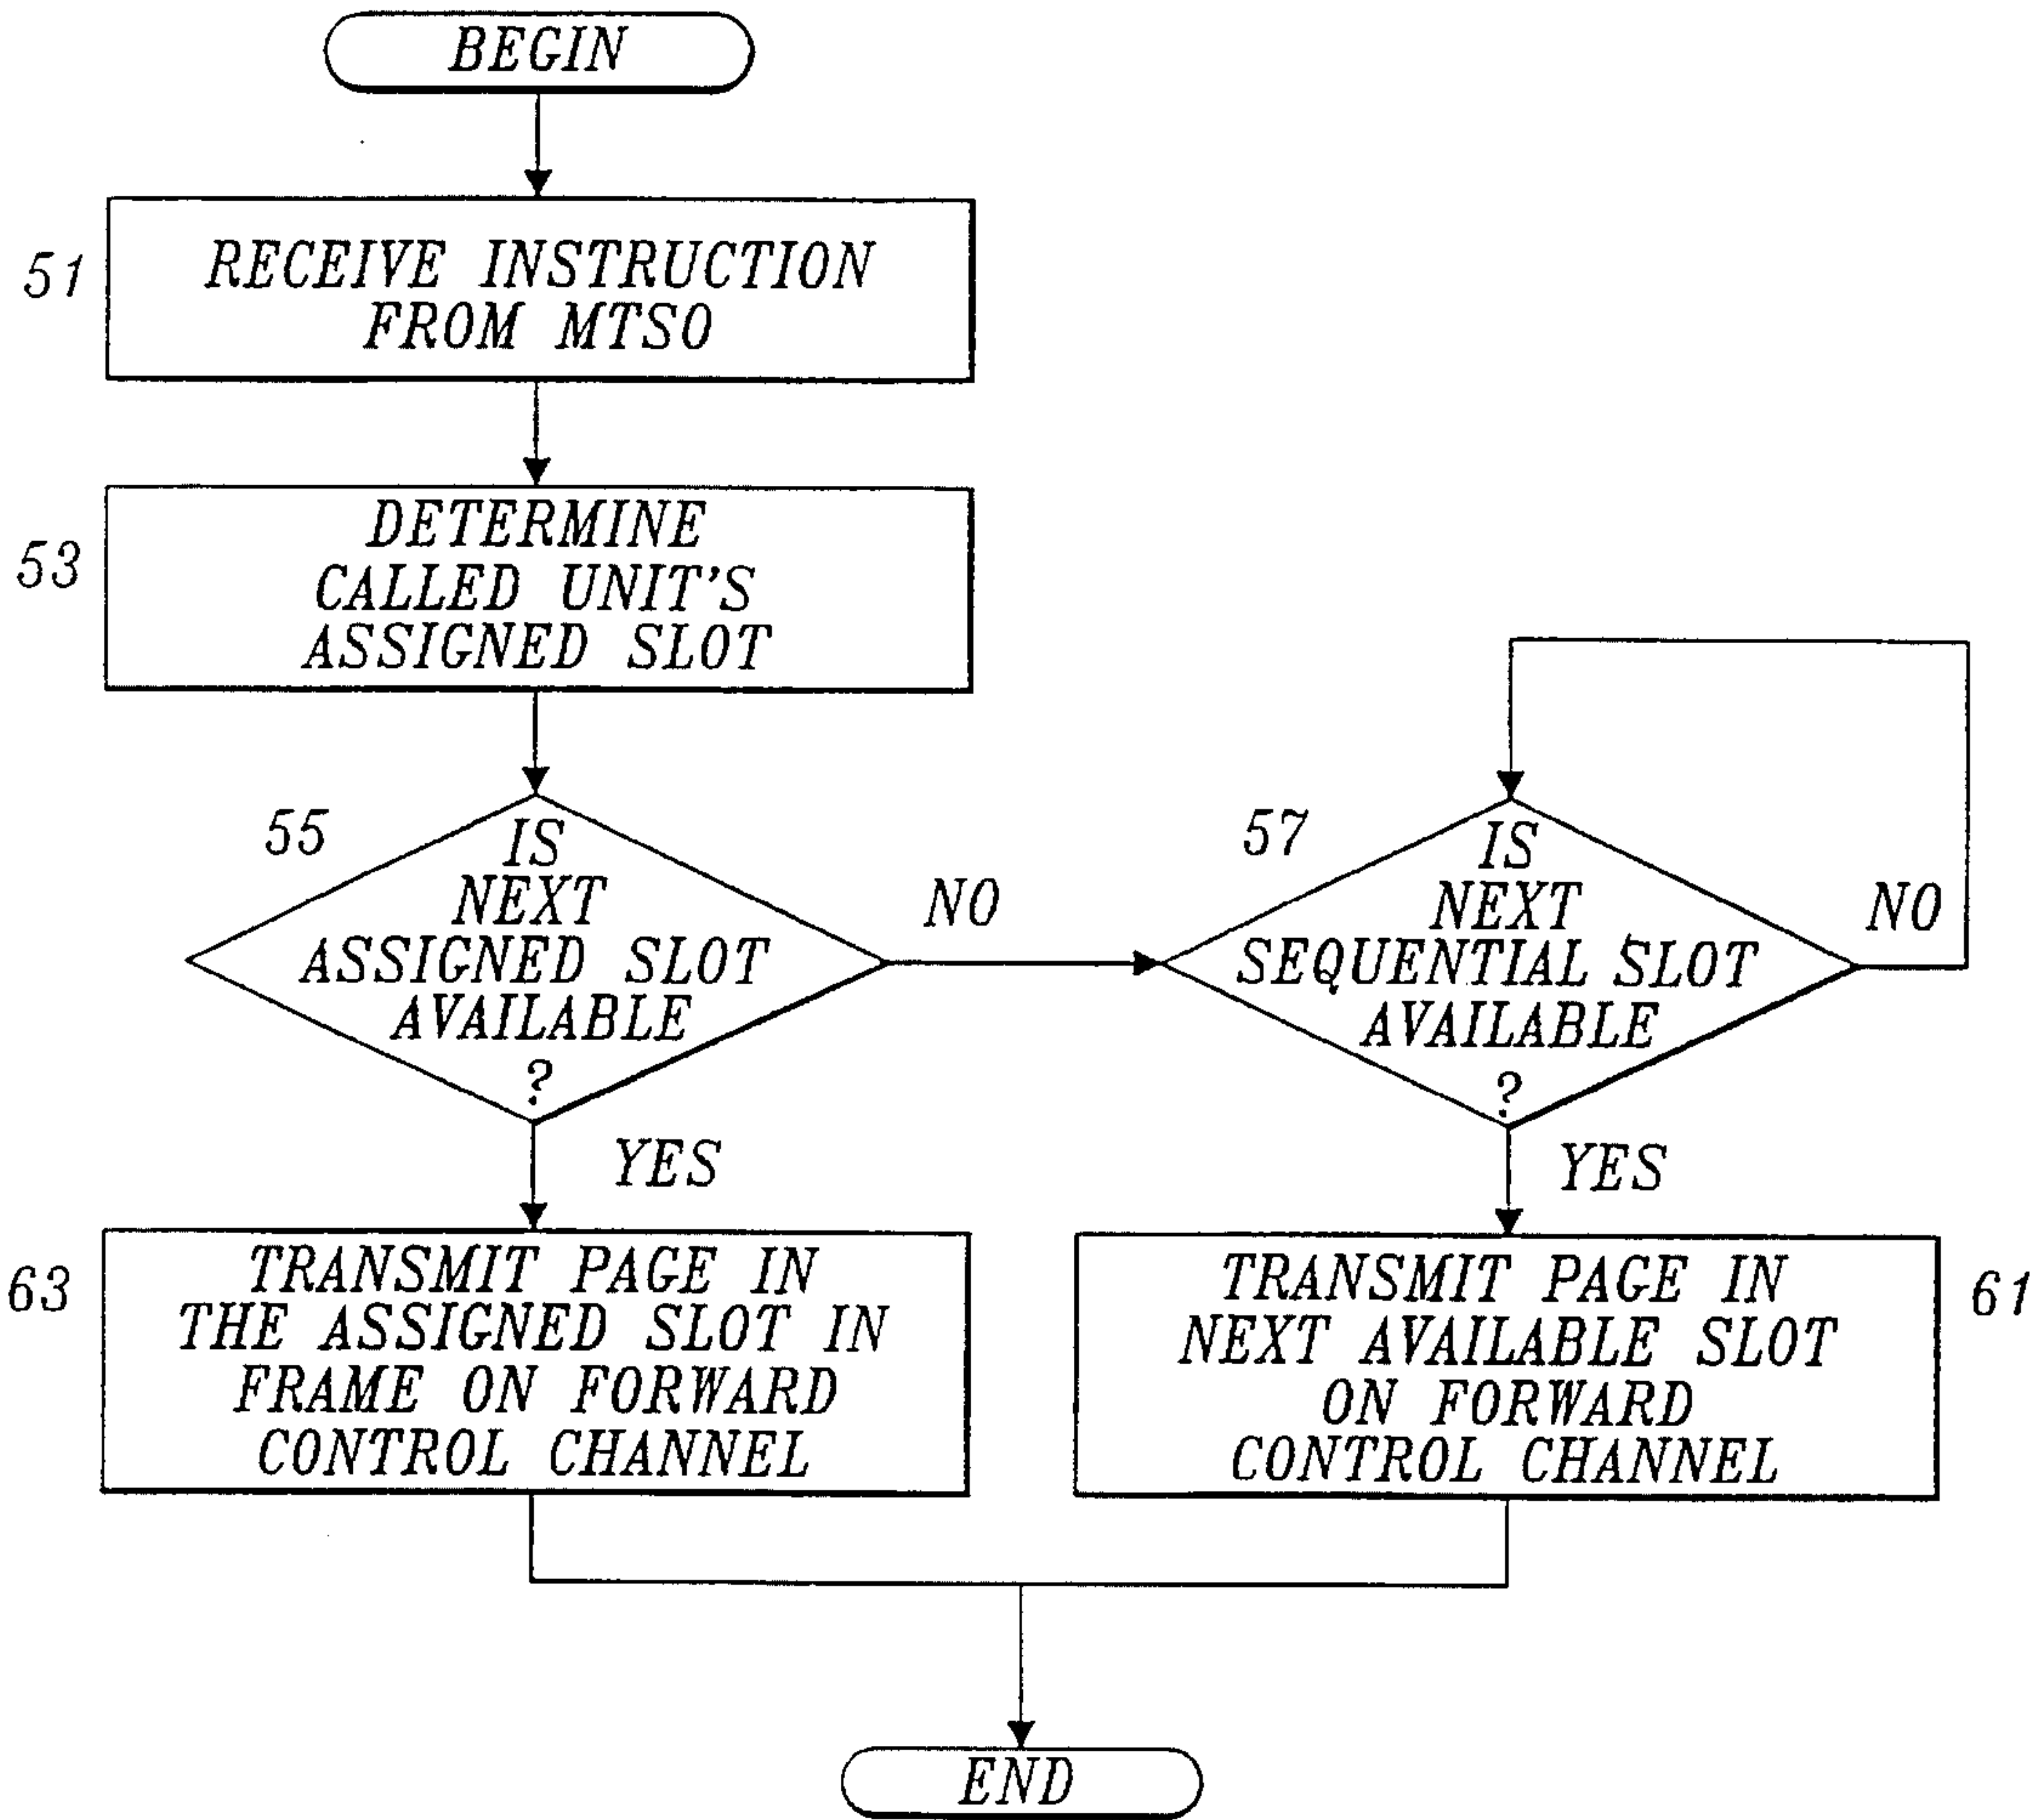 BEGIN
51
RECEIVE INSTRUCTION
FROM MTSO
53
DETERMINE
CALLED UNIT'S
ASSIGNED SLOT
55
IS
NEXT
ASSIGNED SLOT
AVAILABLE
?
NO
57
IS
NEXT
SEQUENTIAL SLOT
AVAILABLE
?
NO
YES
YES
63
TRANSMIT PAGE IN
THE ASSIGNED SLOT IN
FRAME ON FORWARD
CONTROL CHANNEL
TRANSMIT PAGE IN
NEXT AVAILABLE SLOT
ON FORWARD
CONTROL CHANNEL
61
END